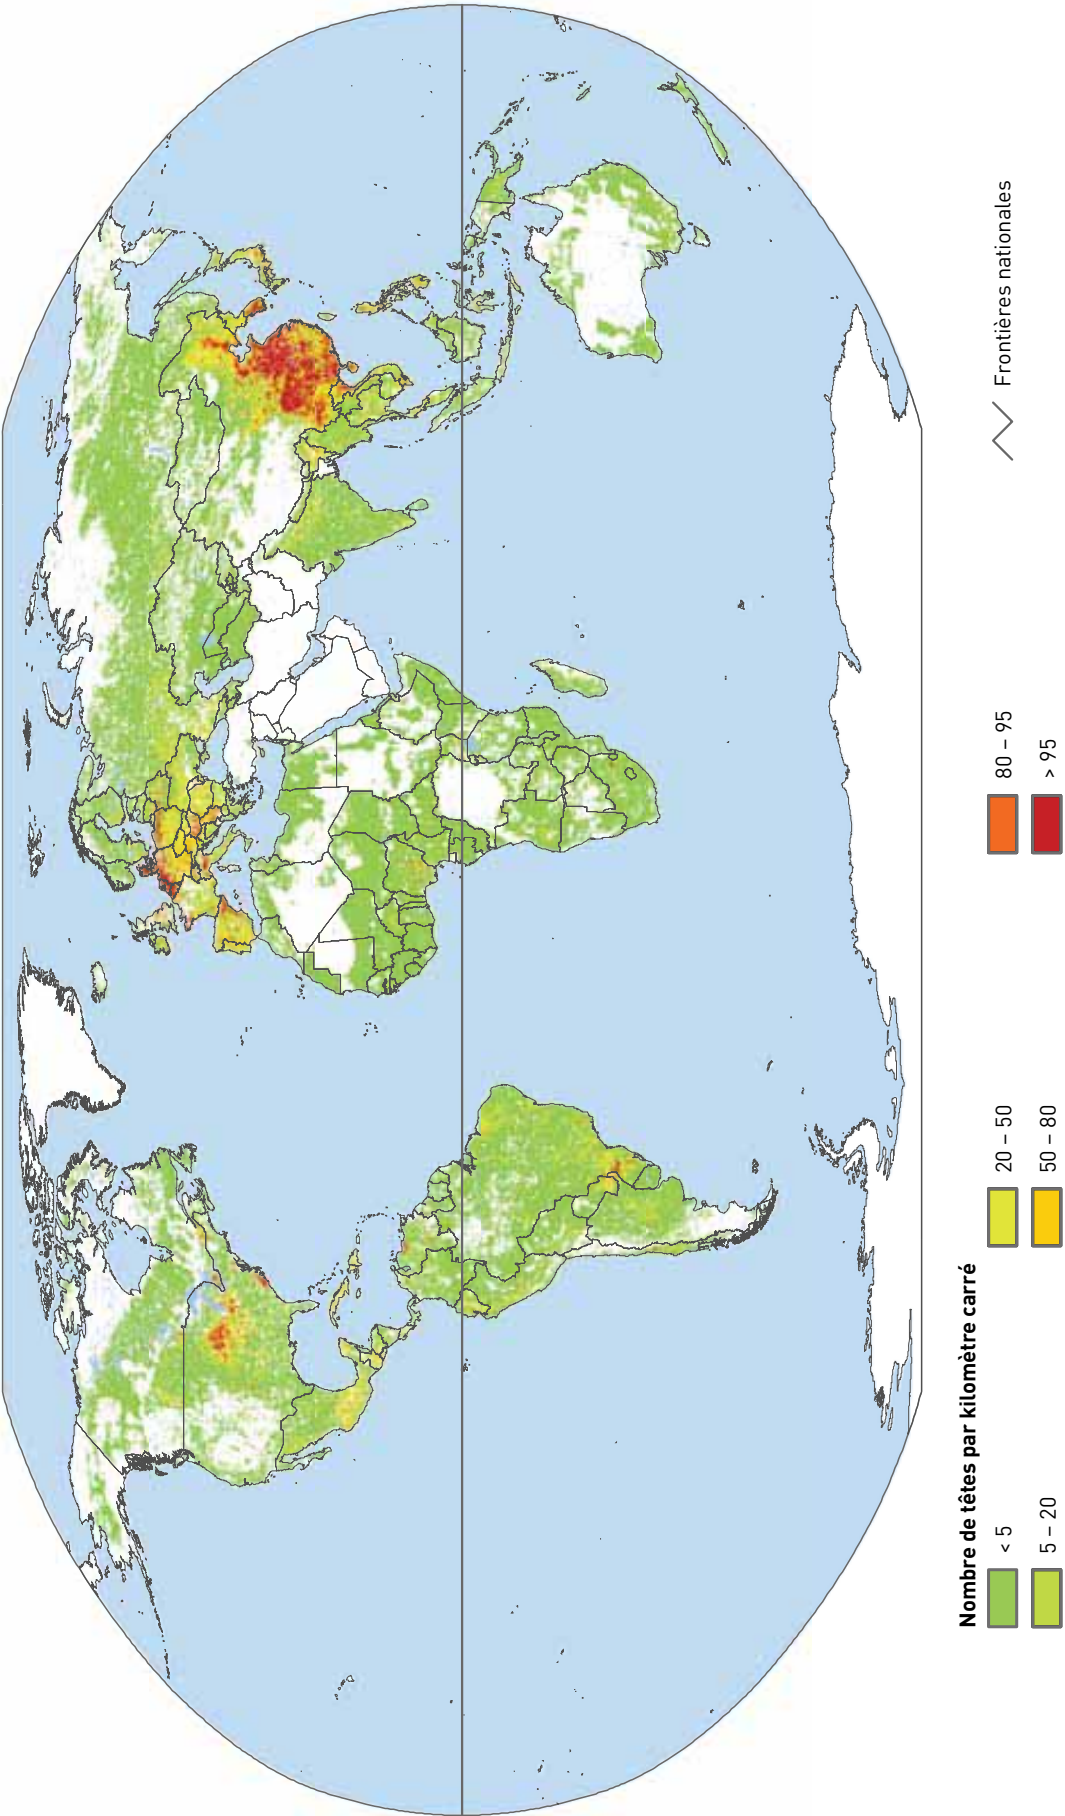 Nombre de têtes par kilomètre carré
< 5
5 – 20
20 – 50
50 – 80
80 – 95
> 95
Frontières nationales